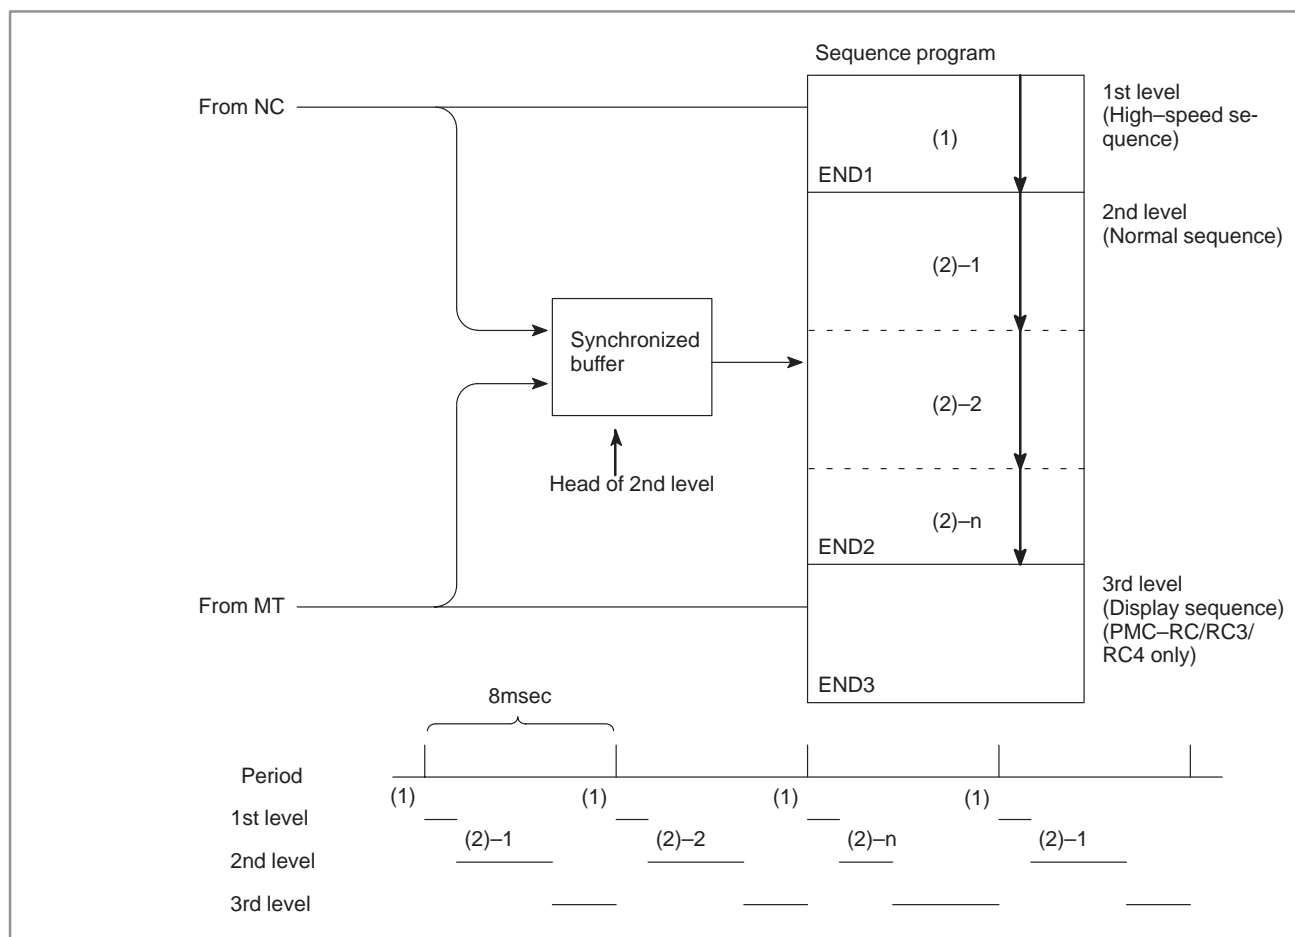 Sequence program
From NC
1st level
(High–speed se-
quence)
(1)
END1
2nd level
(Normal sequence)
(2)–1
Synchronized
buffer
(2)–2
Head of 2nd level
(2)–n
END2
From MT
3rd level
(Display sequence)
(PMC–RC/RC3/
RC4 only)
END3
8msec
Period
(1) (1) (1) (1)
1st level
(2)–1 (2)–2 (2)–n (2)–1
2nd level
3rd level